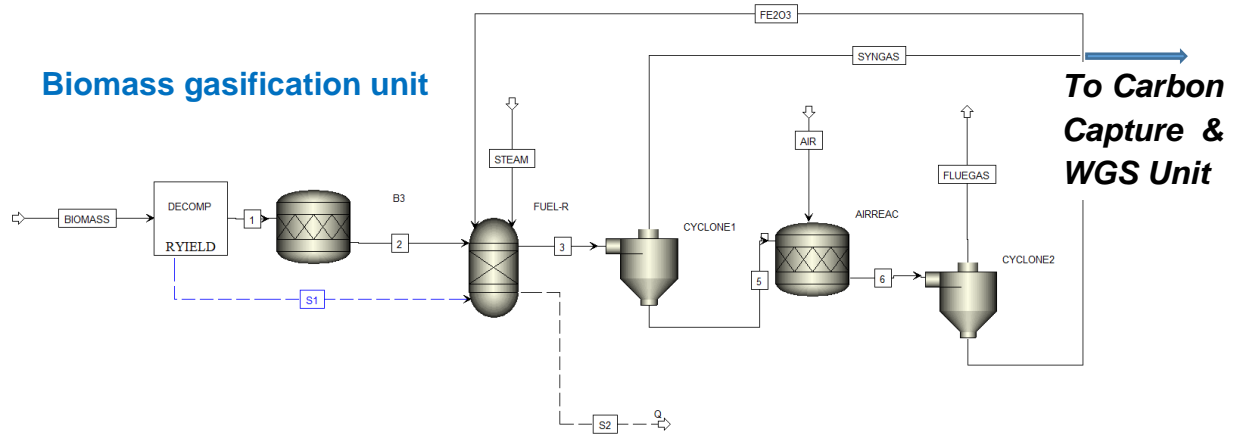 FE2O3
SYNGAS
Biomass gasification unit
To Carbon
Capture &
WGS Unit
STEAM
AIR
FLUEGAS
B3
DECOMP
RYIELD
BIOMASS
1
2
FUEL-R
3
CYCLONE1
5
AIRREAC
6
CYCLONE2
S1
S2
Q